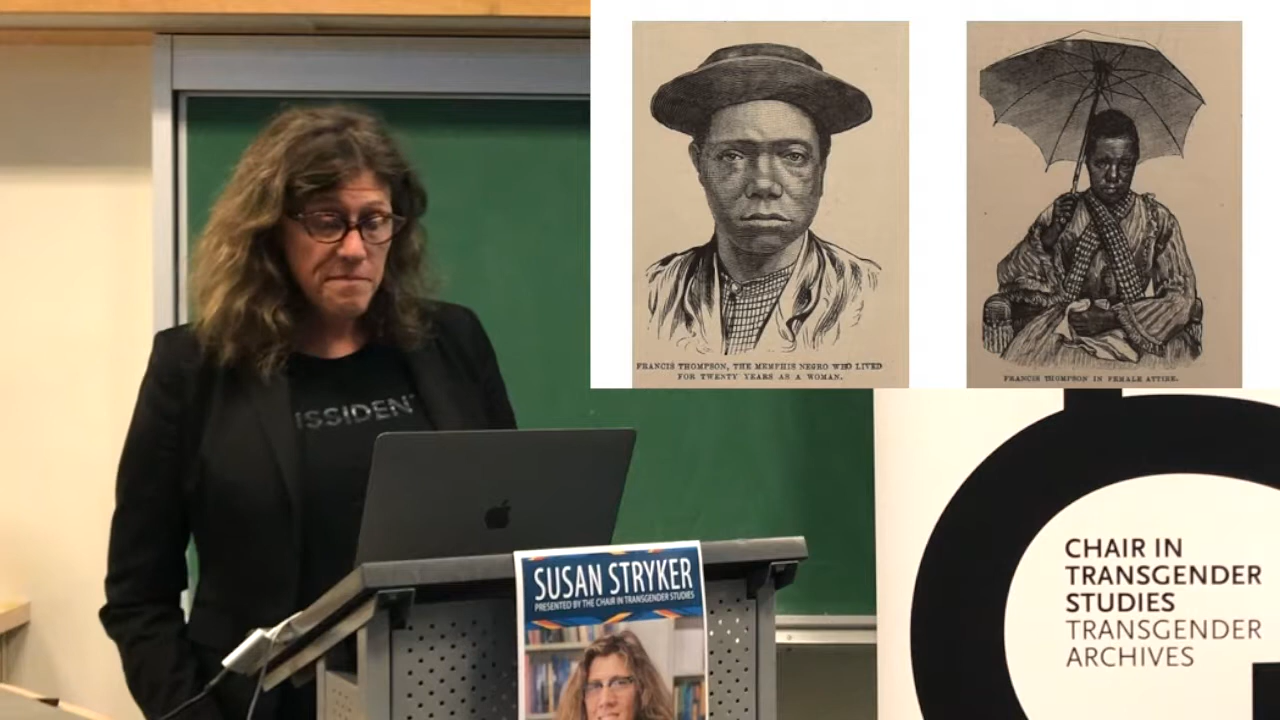 FRANCIS THOMPSON, THE MEMPHIS NEGRO WHO LIVED
FOR TWENTY YEARS AS A WOMAN.
FRANCIS THOMPSON IN FEMALE ATTIRE.
ISSIDENT
SUSAN STRYKER
PRESENTED BY THE CHAIR IN TRANSGENDER STUDIES
CHAIR IN
TRANSGENDER
STUDIES
TRANSGENDER
ARCHIVES